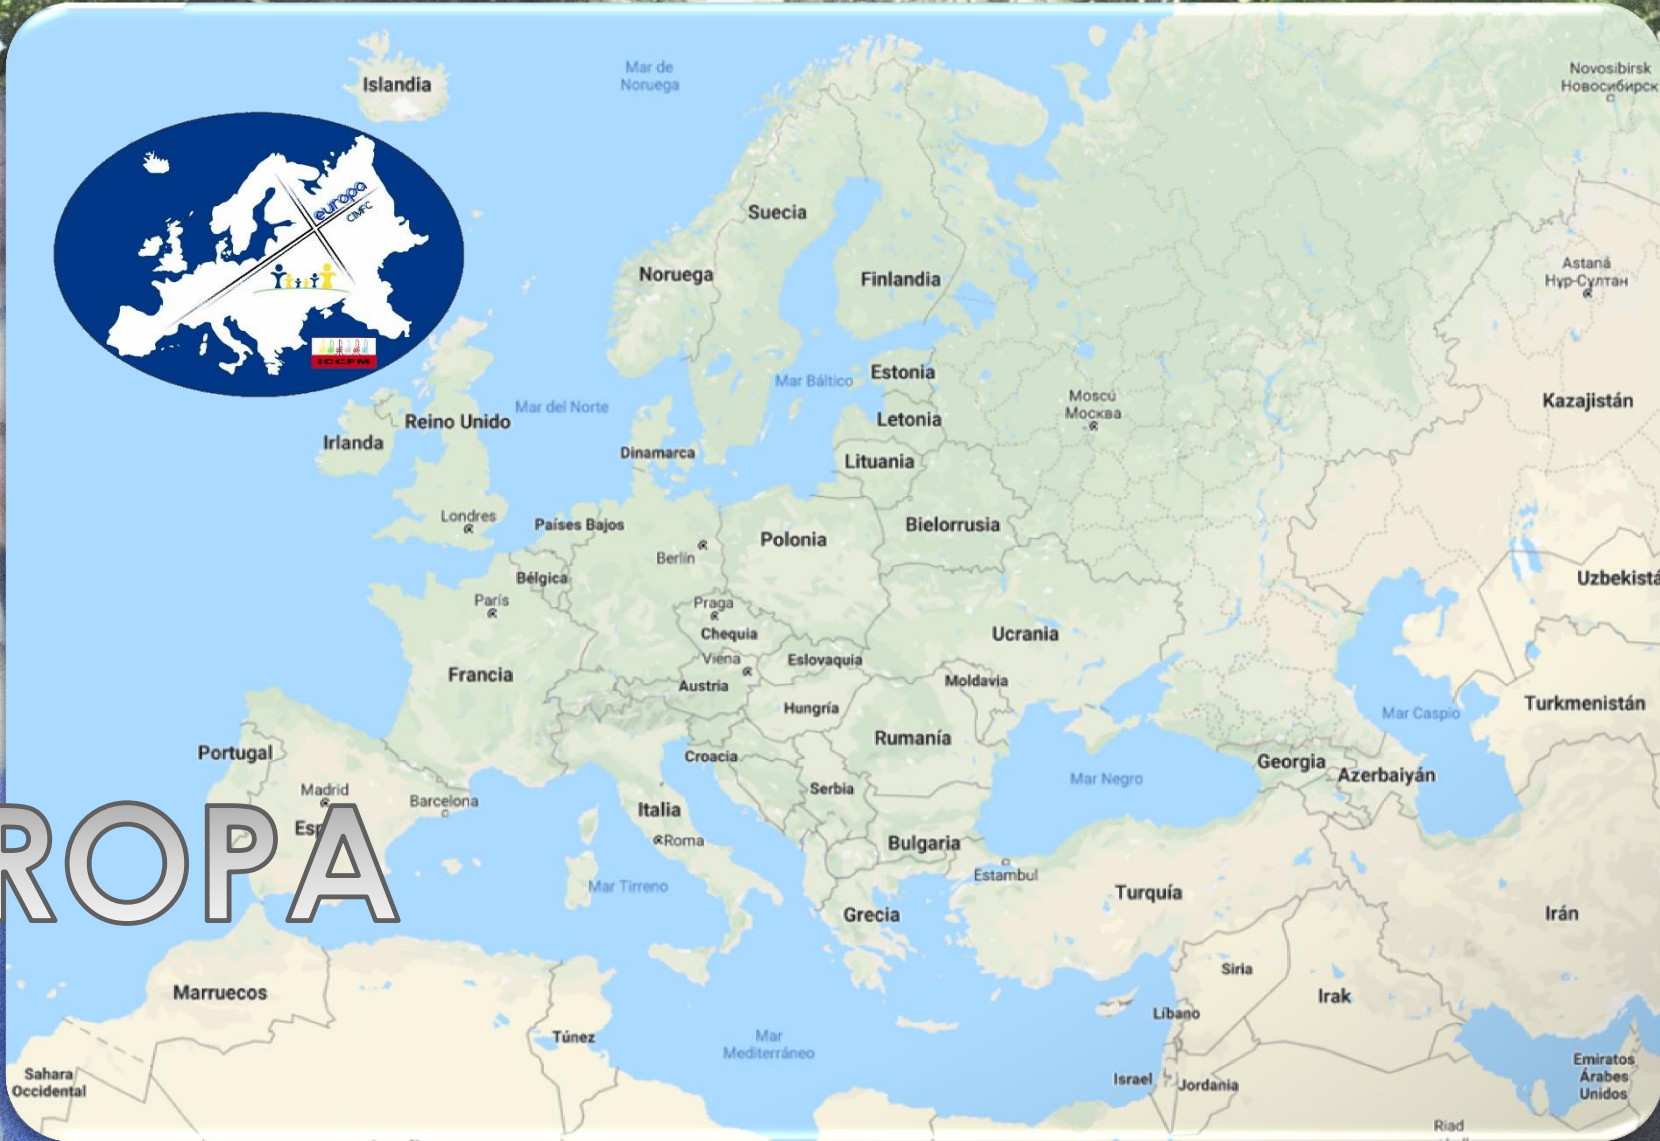 Islandia
Mar de
Noruega
Novosibirsk
Новосибирск
europa
CIMFC
ICCFM
Suecia
Noruega
Finlandia
Astaná
Нұр-Сұлтан
Mar Báltico
Estonia
Mar del Norte
Reino Unido
Irlanda
Letonia
Moscú
Москва
Kazajistán
Dinamarca
Lituania
Londres
Países Bajos
Berlín
Polonia
Bielorrusia
Bélgica
París
Praga
Chequia
Uzbekistá
Ucrania
Viena
Eslovaquia
Francia
Austria
Moldavia
Hungría
Turkmenistán
Mar Caspio
Rumanía
Portugal
Croacia
Georgia
Azerbaiyán
Mar Negro
Madrid
Barcelona
Serbia
Italia
Esp
ROPA
Roma
Bulgaria
Estambul
Mar Tirreno
Turquía
Grecia
Irán
Marruecos
Siria
Irak
Líbano
Túnez
Mar
Mediterráneo
Sahara
Occidental
Israel
Jordania
Emiratos
Árabes
Unidos
Riad